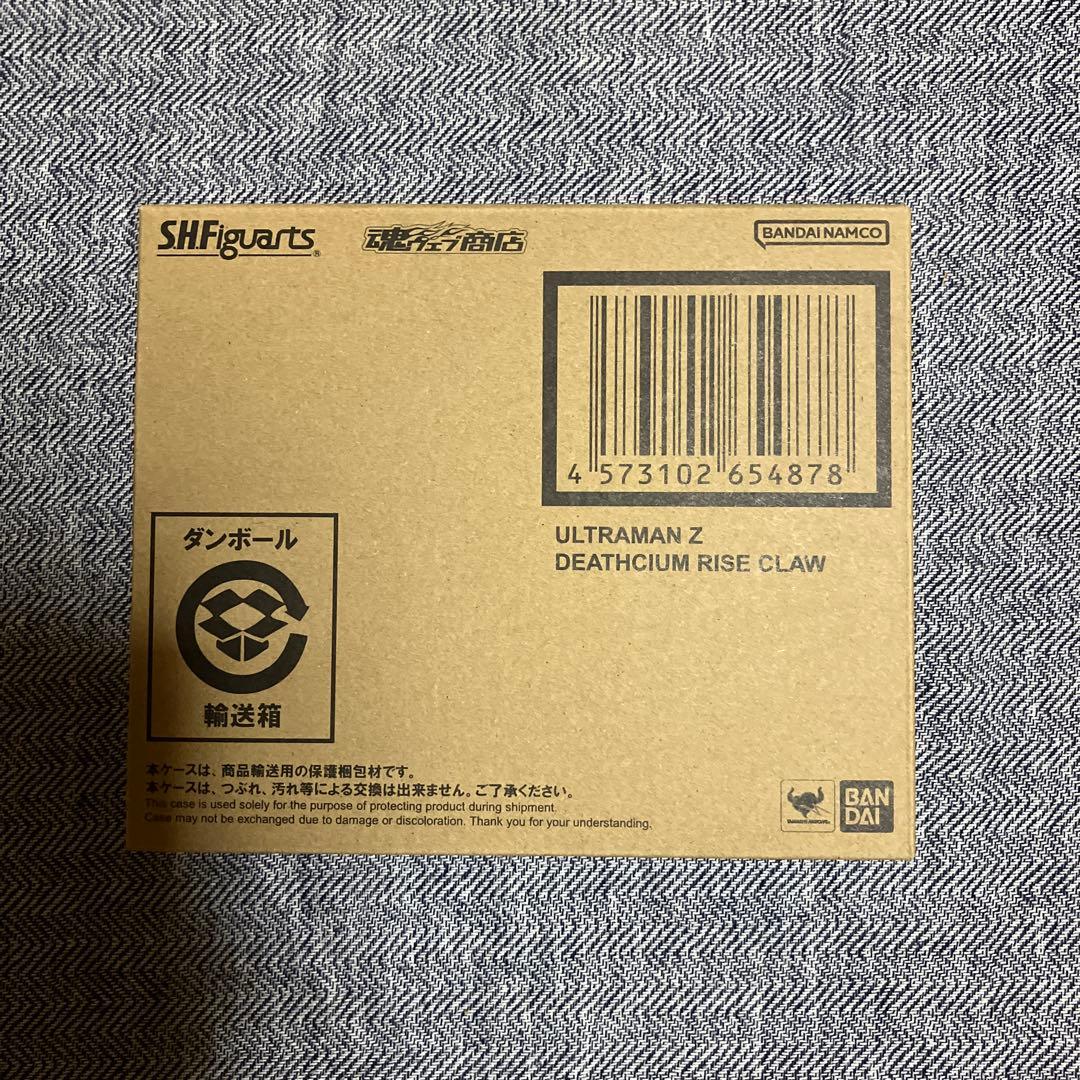 S.H.Figuarts®
魂ウェブ商店
BANDAI NAMCO
4 573102 654878
ULTRAMAN Z
DEATHCIUM RISE CLAW
ダンボール
輸送箱
本ケースは、商品輸送用の保護梱包材です。
本ケースは、つぶれ、汚れ等による交換は出来ません。ご了承ください。
This case is used solely for the purpose of protecting product during shipment.
Case may not be exchanged due to damage or discoloration. Thank you for your understanding.
TAMASHII NATIONS
BAN
DAI